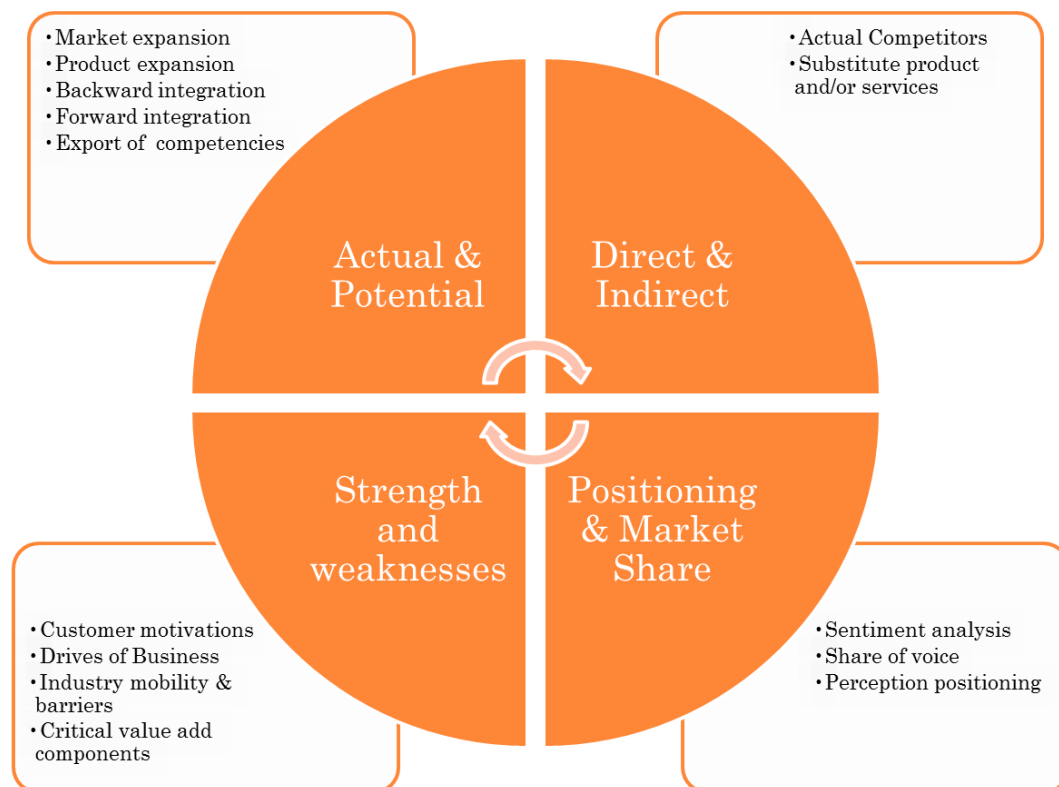 •Market expansion
•Product expansion
•Backward integration
•Forward integration
•Export of competencies
•Actual Competitors
•Substitute product
and/or services
Actual &
Potential
Direct &
Indirect
Strength
and
weaknesses
Positioning
& Market
Share
•Customer motivations
•Drives of Business
•Industry mobility &
barriers
•Critical value add
components
•Sentiment analysis
•Share of voice
•Perception positioning